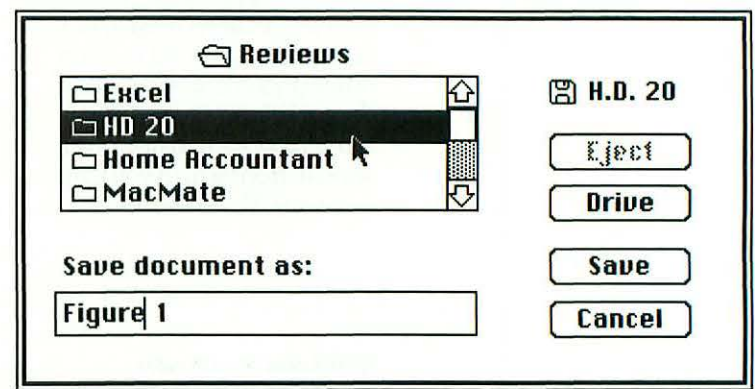 Reviews
Excel
HD 20
Home Accountant
MacMate
H.D. 20
Eject
Drive
Save document as:
Save
Figure 1
Cancel